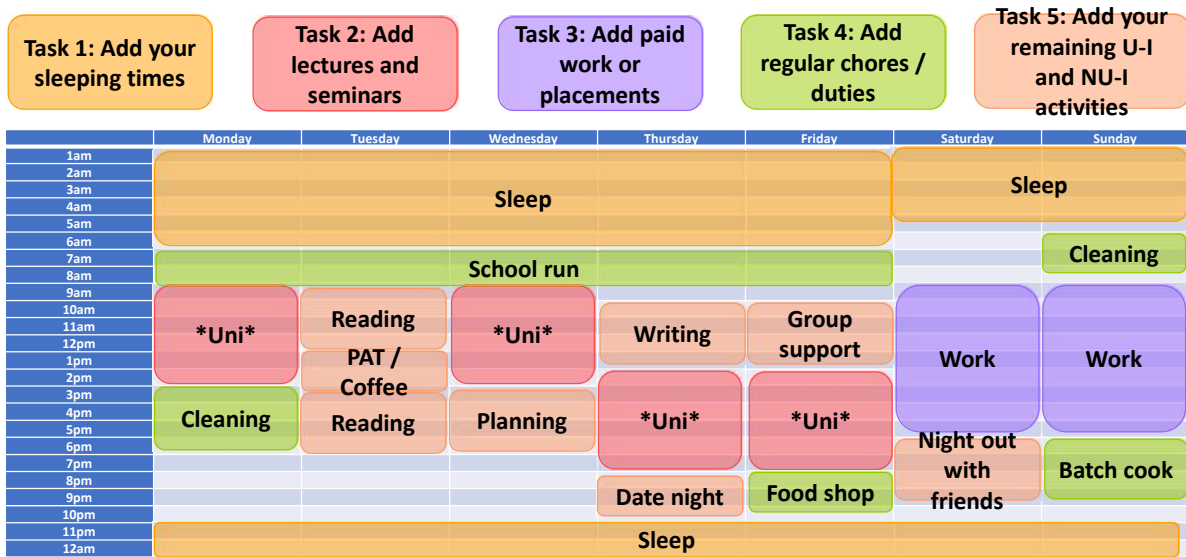 Task 1: Add your
sleeping times
Task 2: Add
lectures and
seminars
Task 3: Add paid
work or
placements
Task 4: Add
regular chores /
duties
Task 5: Add your
remaining U-I
and NU-I
activities
Monday Tuesday Wednesday Thursday Friday Saturday Sunday
1am
2am
3am
4am
5am
6am
7am
8am
9am
10am
11am
12pm
1pm
2pm
3pm
4pm
5pm
6pm
7pm
8pm
9pm
10pm
11pm
12am
Sleep
Sleep
Cleaning
School run
*Uni*
Cleaning
Reading
PAT /
Coffee
Reading
*Uni*
Planning
Writing
*Uni*
Date night
Group
support
*Uni*
Food shop
Work
Night out
with
friends
Work
Batch cook
Sleep